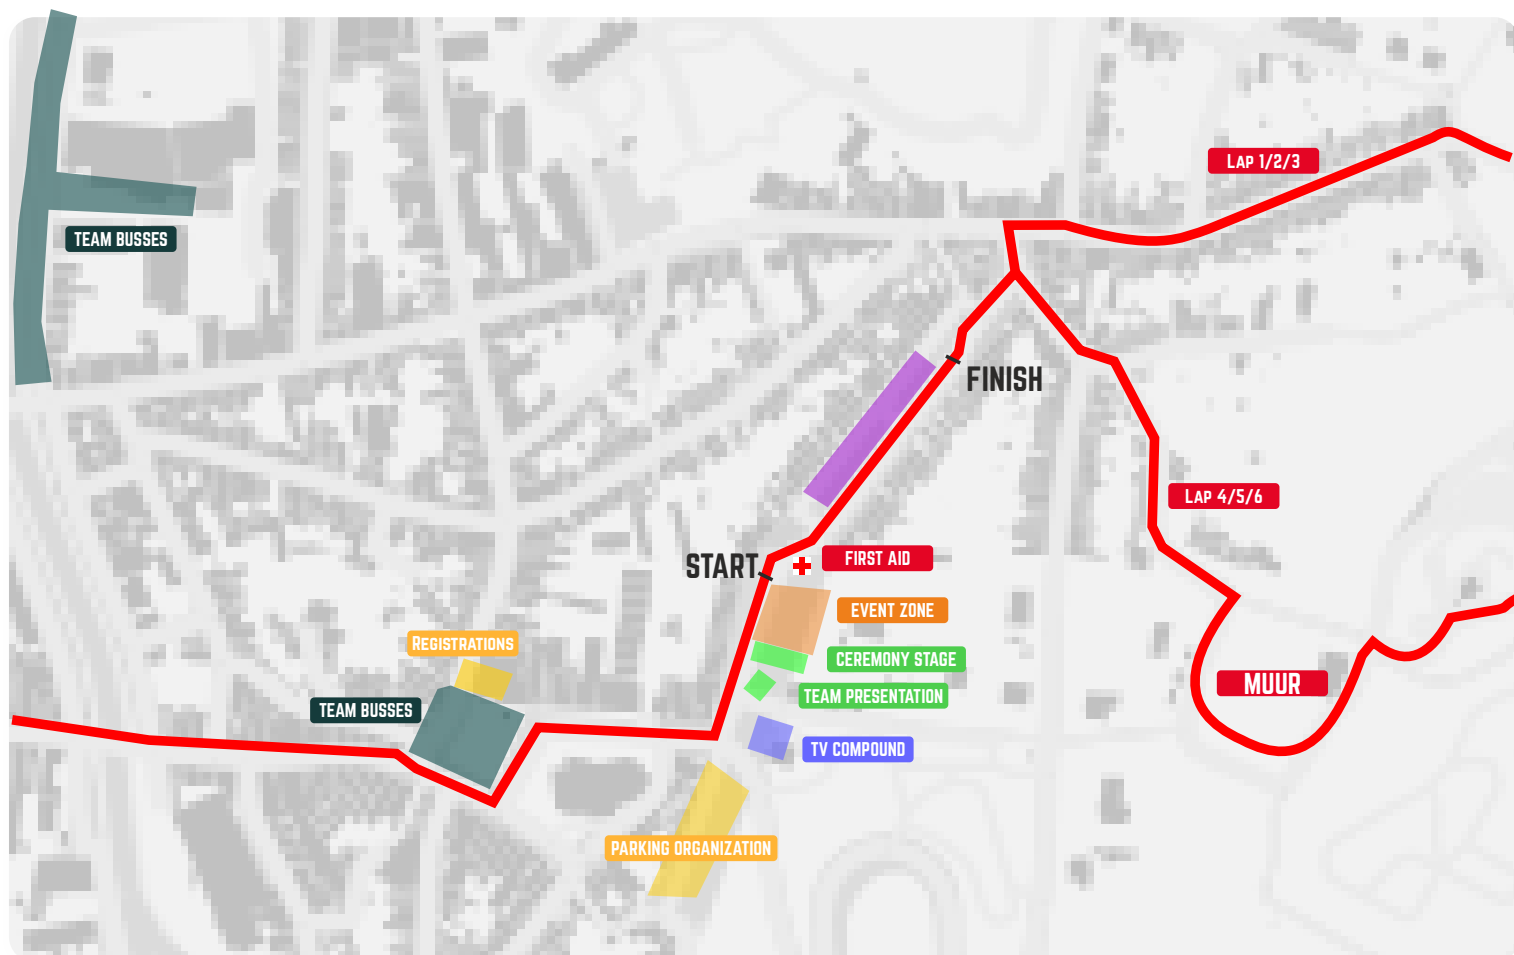 Lap 1/2/3
TEAM BUSSES
FINISH
Lap 4/5/6
START
FIRST AID
EVENT ZONE
Registrations
CEREMONY STAGE
MUUR
TEAM PRESENTATION
TEAM BUSSES
TV COMPOUND
PARKING ORGANIZATION